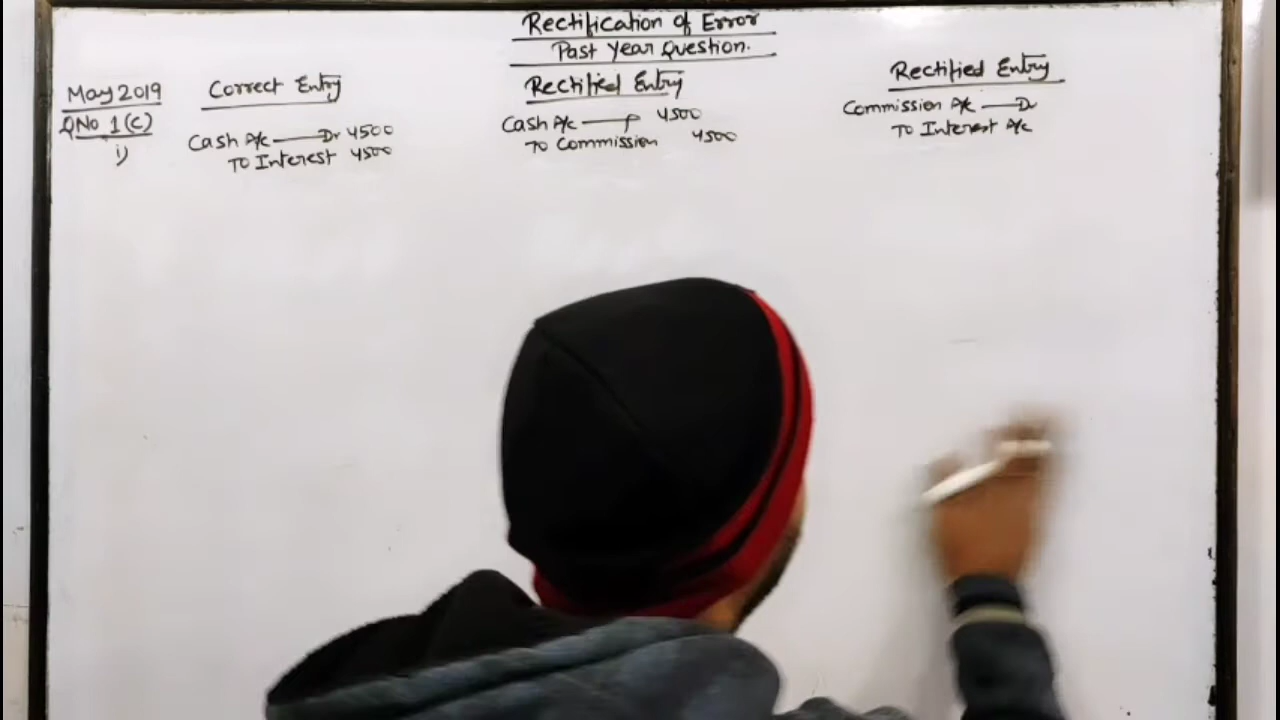 Rectification of Error
Past Year Question.
May 2019
QNo 1(c)
i)
Correct Entry
Cash A/c Dr 4500
To Interest 4500
Rectified Entry
Cash A/c 4500
To Commission 4500
Rectified Entry
Commission A/c Dr
To Interest A/c